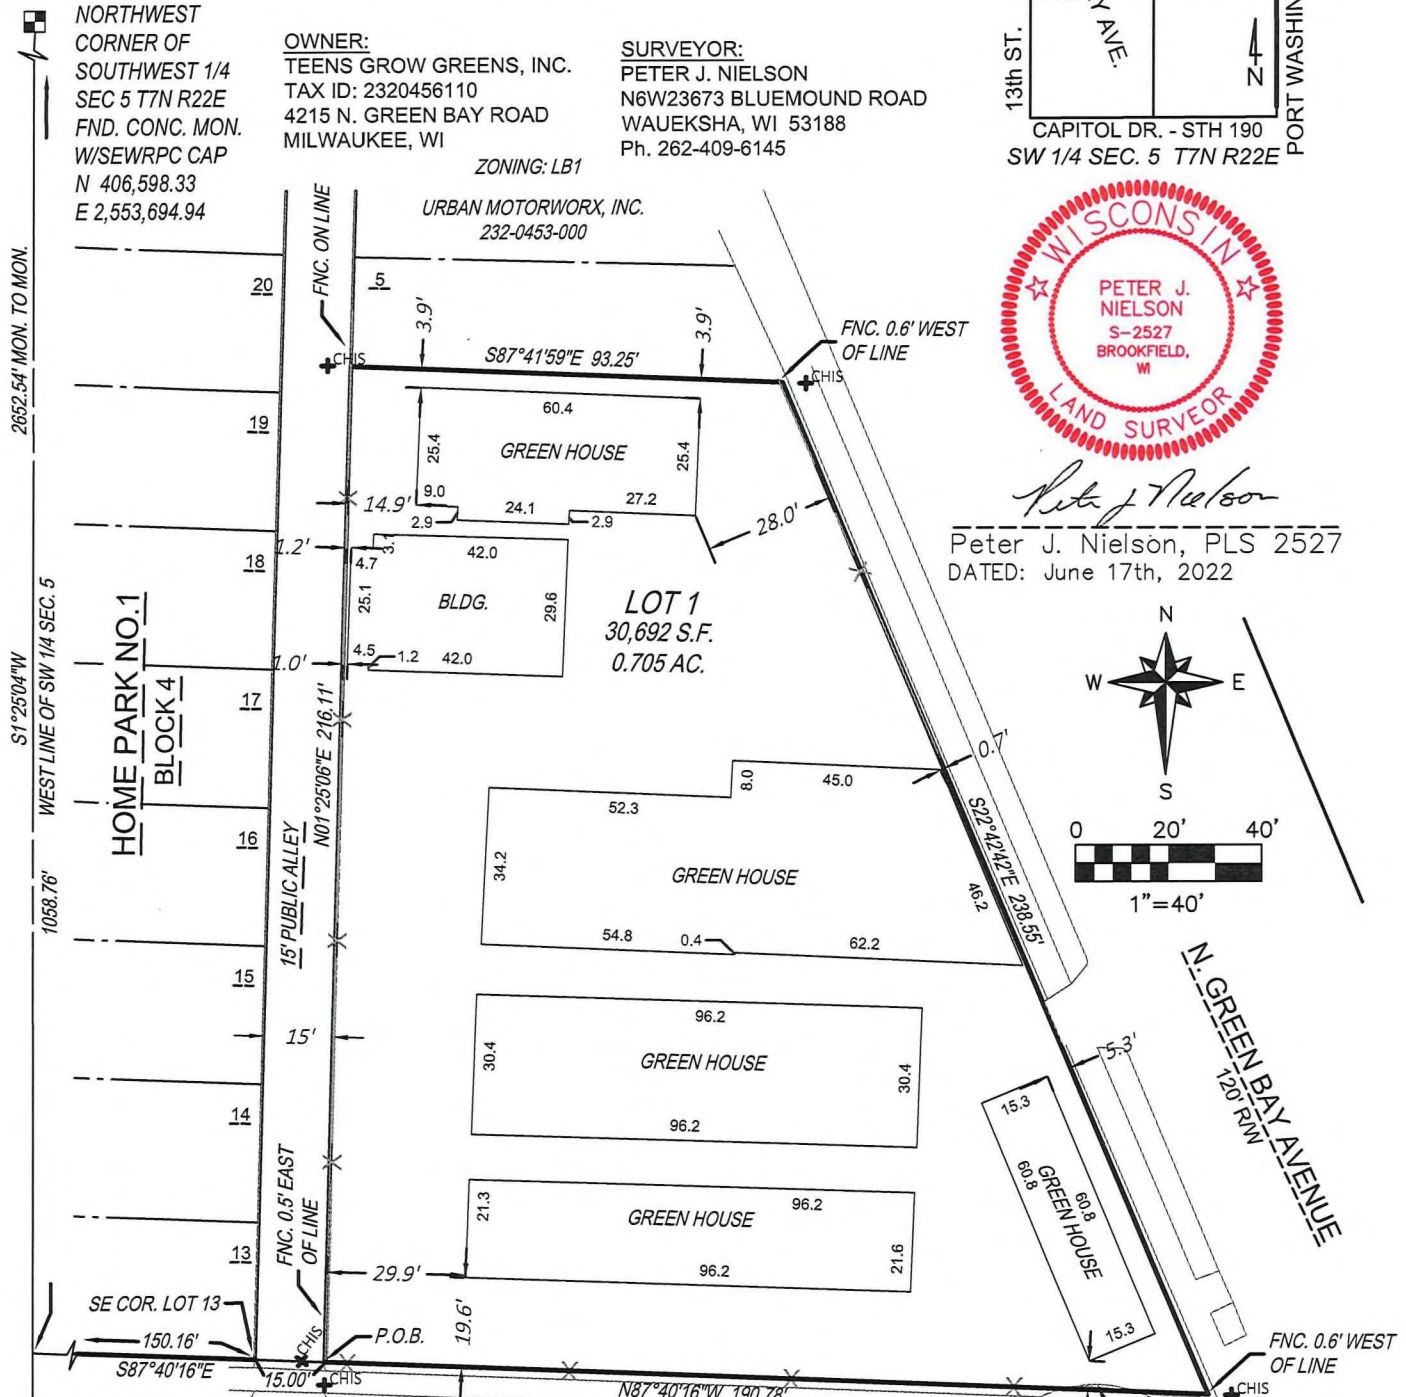 NORTHWEST
CORNER OF
SOUTHWEST 1/4
SEC 5 T7N R22E
FND. CONC. MON.
W/SEWRPC CAP
N 406,598.33
E 2,553,694.94
OWNER:
TEENS GROW GREENS, INC.
TAX ID: 2320456110
4215 N. GREEN BAY ROAD
MILWAUKEE, WI
SURVEYOR:
PETER J. NIELSON
N6W23673 BLUEMOUND ROAD
WAUEKSHA, WI 53188
Ph. 262-409-6145
13th ST.
AVE.
N
PORT WASHIN
CAPITOL DR. - STH 190
SW 1/4 SEC. 5 T7N R22E
ZONING: LB1
URBAN MOTORWORX, INC.
232-0453-000
WISCONSIN
PETER J.
NIELSON
S-2527
BROOKFIELD,
WI
LAND SURVEYOR
Peter J Nielson
Peter J. Nielson, PLS 2527
DATED: June 17th, 2022
2652.54' MON. TO MON.
S1°25'04"W
WEST LINE OF SW 1/4 SEC. 5
1058.76'
HOME PARK NO.1
BLOCK 4
20
19
18
17
16
15
14
13
5
FNC. ON LINE
CHIS
3.9'
3.9'
S87°41'59"E 93.25'
FNC. 0.6' WEST
OF LINE
CHIS
60.4
25.4
GREEN HOUSE
25.4
14.9'
9.0
24.1
27.2
2.9
2.9
28.0'
1.2'
4.7
42.0
25.1
BLDG.
29.6
1.0'
4.5
1.2
42.0
LOT 1
30,692 S.F.
0.705 AC.
N01°25'06"E 216.11'
15' PUBLIC ALLEY
15'
0.7'
8.0
45.0
52.3
34.2
GREEN HOUSE
46.2
54.8
0.4
62.2
S22°42'42"E 238.55'
N
W
E
S
0 20' 40'
1"=40'
N. GREEN BAY AVENUE
120' R/W
96.2
30.4
GREEN HOUSE
30.4
96.2
5.3'
15.3
60.8
GREEN HOUSE
60.8
15.3
21.3
96.2
GREEN HOUSE
96.2
21.6
29.9'
19.6'
FNC. 0.5' EAST
OF LINE
SE COR. LOT 13
150.16'
S87°40'16"E
15.00'
CHIS
P.O.B.
CHIS
N87°40'16"W 190.78'
FNC. 0.6' WEST
OF LINE
CHIS